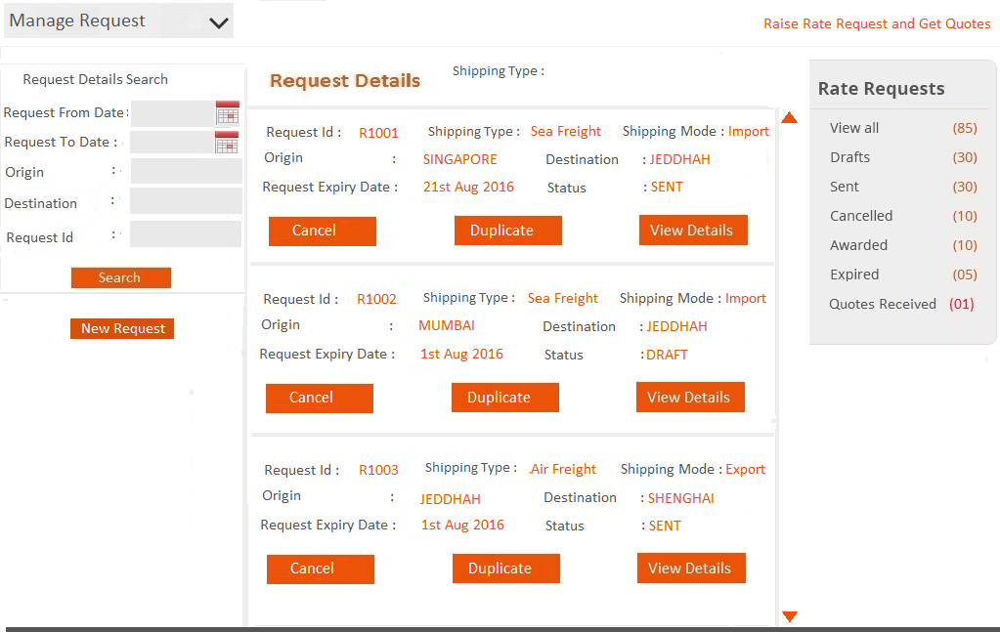 Manage Request
Raise Rate Request and Get Quotes
Request Details Search
Request From Date:
Request To Date :
Origin :
Destination :
Request Id :
Search
New Request
Request Details Shipping Type :
Request Id : R1001 Shipping Type : Sea Freight Shipping Mode : Import
Origin : SINGAPORE Destination : JEDDHAH
Request Expiry Date : 21st Aug 2016 Status : SENT
Cancel Duplicate View Details
Request Id : R1002 Shipping Type : Sea Freight Shipping Mode : Import
Origin : MUMBAI Destination : JEDDHAH
Request Expiry Date : 1st Aug 2016 Status :DRAFT
Cancel Duplicate View Details
Request Id : R1003 Shipping Type : Air Freight Shipping Mode : Export
Origin : JEDDHAH Destination : SHENGHAI
Request Expiry Date : 1st Aug 2016 Status : SENT
Cancel Duplicate View Details
Rate Requests
View all (85)
Drafts (30)
Sent (30)
Cancelled (10)
Awarded (10)
Expired (05)
Quotes Received (01)